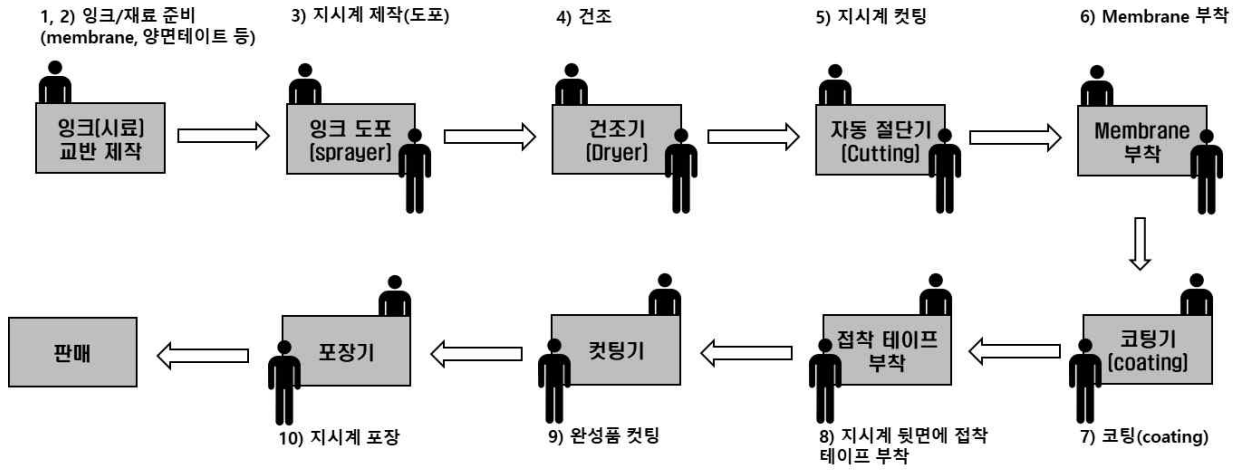 1, 2) 잉크/재료 준비
(membrane, 양면테이트 등)
3) 지시계 제작(도포)
4) 건조
5) 지시계 컷팅
6) Membrane 부착
잉크(시료)
교반 제작
잉크 도포
(sprayer)
건조기
(Dryer)
자동 절단기
(Cutting)
Membrane
부착
판매
포장기
컷팅기
접착 테이프
부착
코팅기
(coating)
10) 지시계 포장
9) 완성품 컷팅
8) 지시계 뒷면에 접착
테이프 부착
7) 코팅(coating)